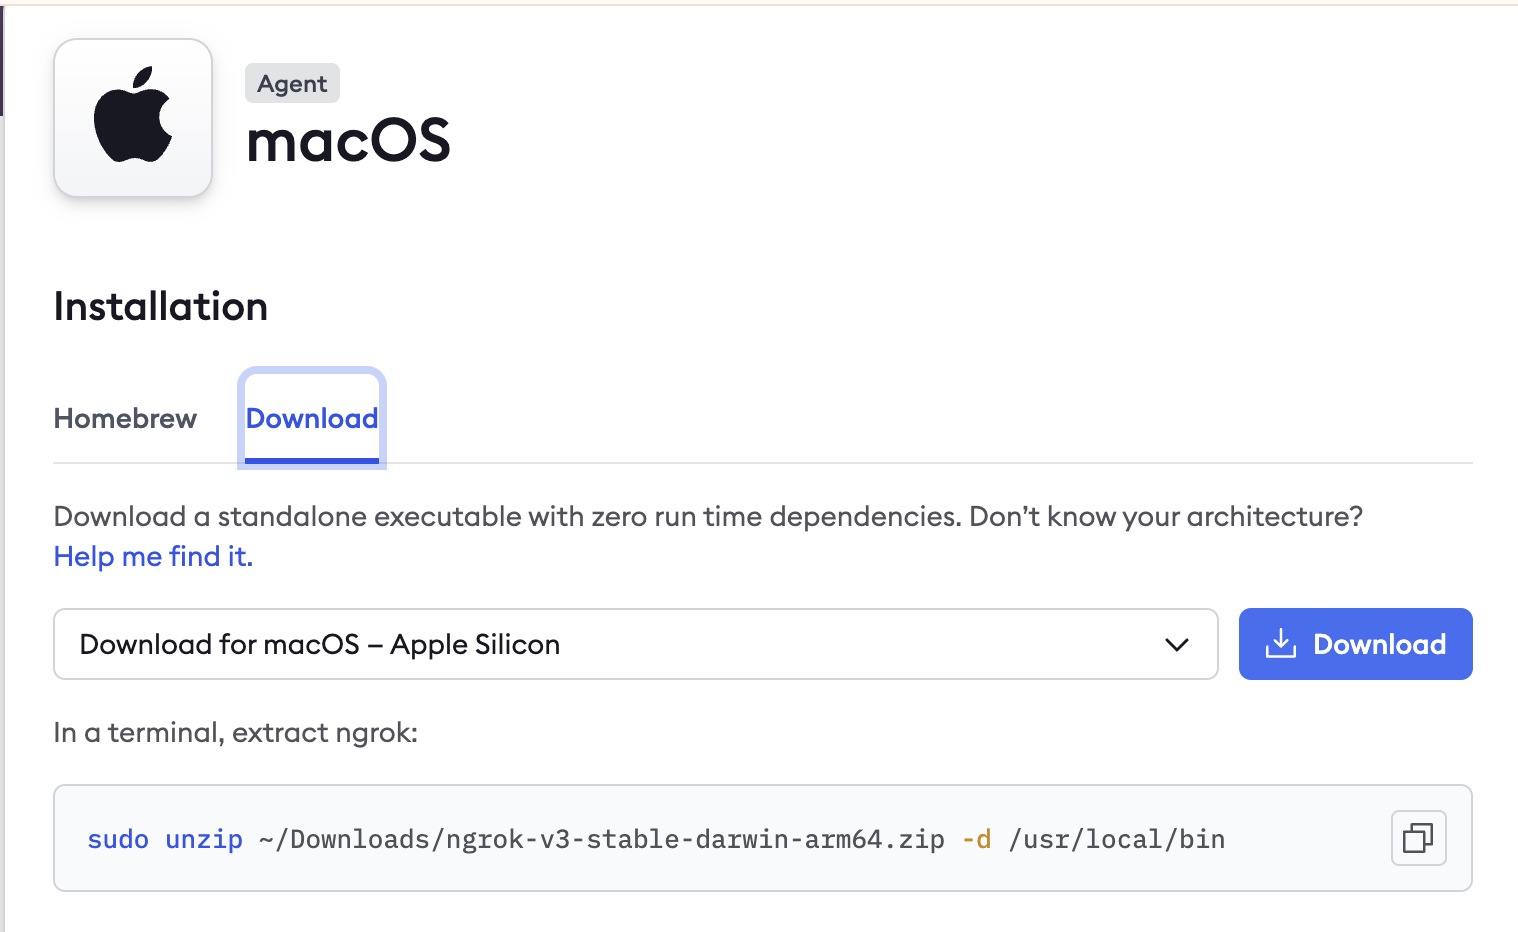 Agent
macOS
Installation
Homebrew
Download
Download a standalone executable with zero run time dependencies. Don’t know your architecture?
Help me find it.
Download for macOS – Apple Silicon
Download
In a terminal, extract ngrok:
sudo unzip ~/Downloads/ngrok-v3-stable-darwin-arm64.zip -d /usr/local/bin